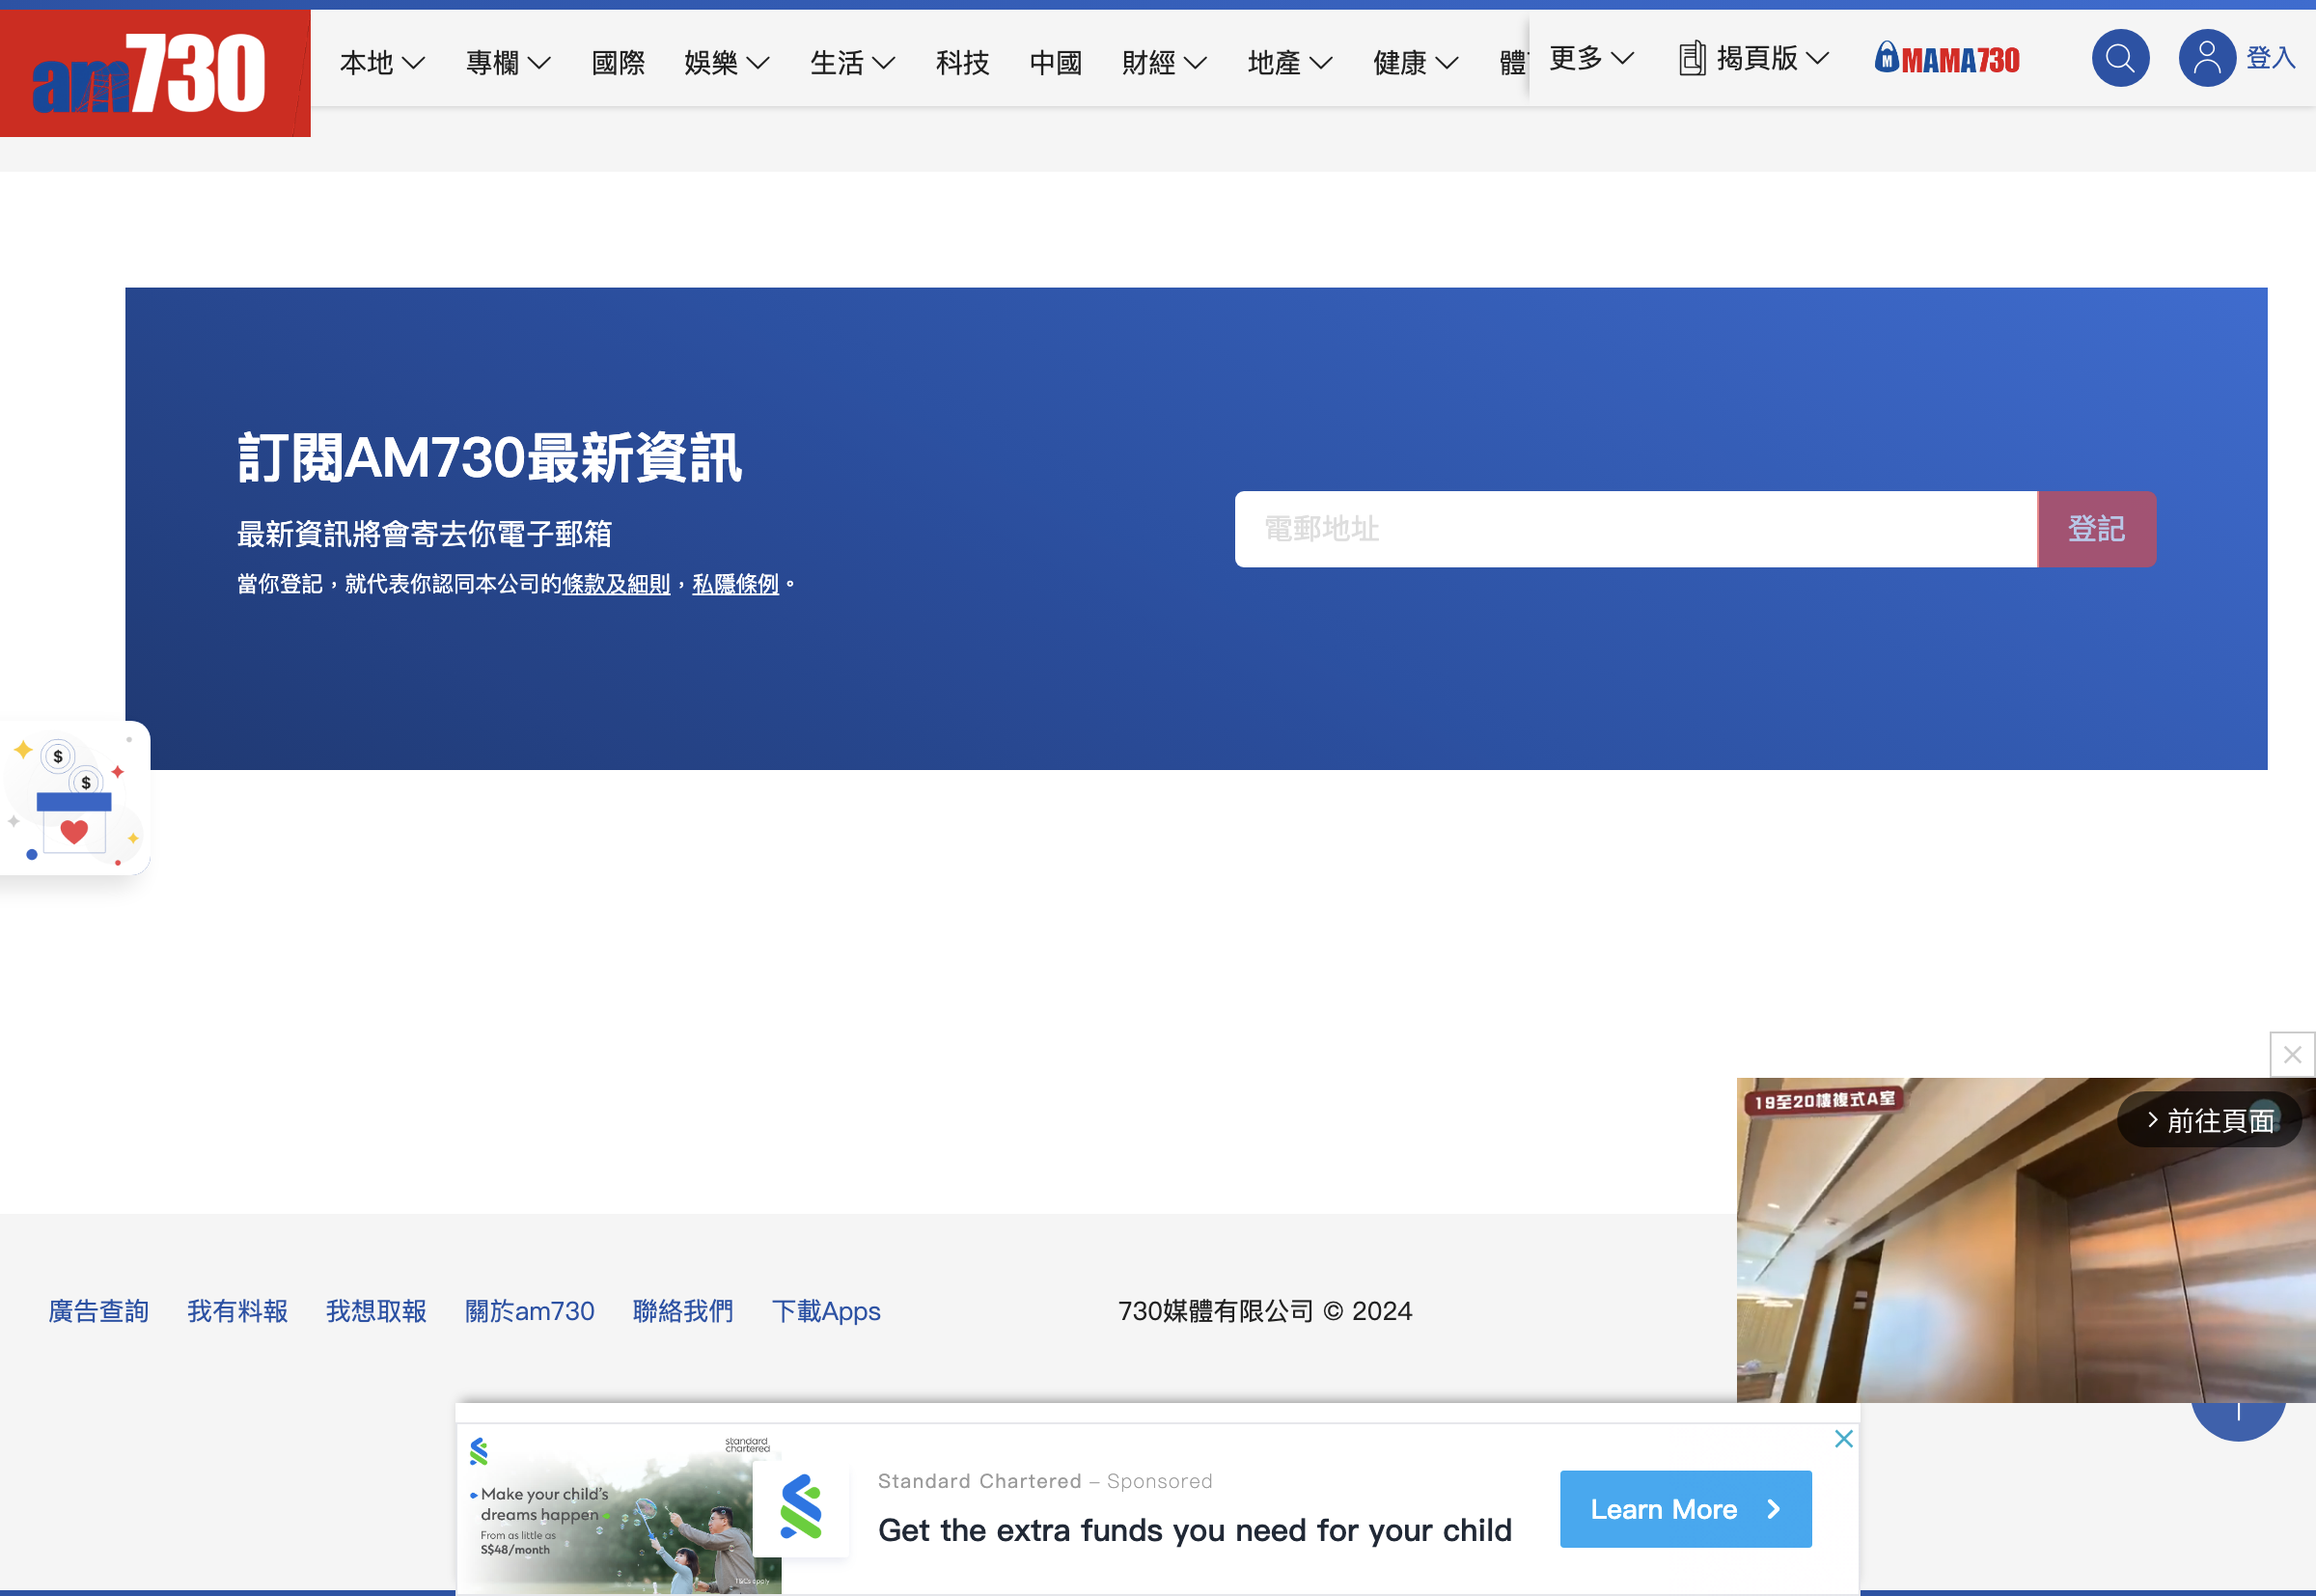 am730
本地
專欄
國際
娛樂
生活
科技
中國
財經
地產
健康
體
更多
揭頁版
MAMA730
登入
訂閱AM730最新資訊
最新資訊將會寄去你電子郵箱
當你登記，就代表你認同本公司的條款及細則，私隱條例。
電郵地址
登記
$
$
19至20樓複式A室
前往頁面
廣告查詢
我有料報
我想取報
關於am730
聯絡我們
下載Apps
730媒體有限公司 © 2024
standard
chartered
Make your child's
dreams happen
From as little as
S$48/month
T&Cs apply
Standard Chartered – Sponsored
Get the extra funds you need for your child
Learn More